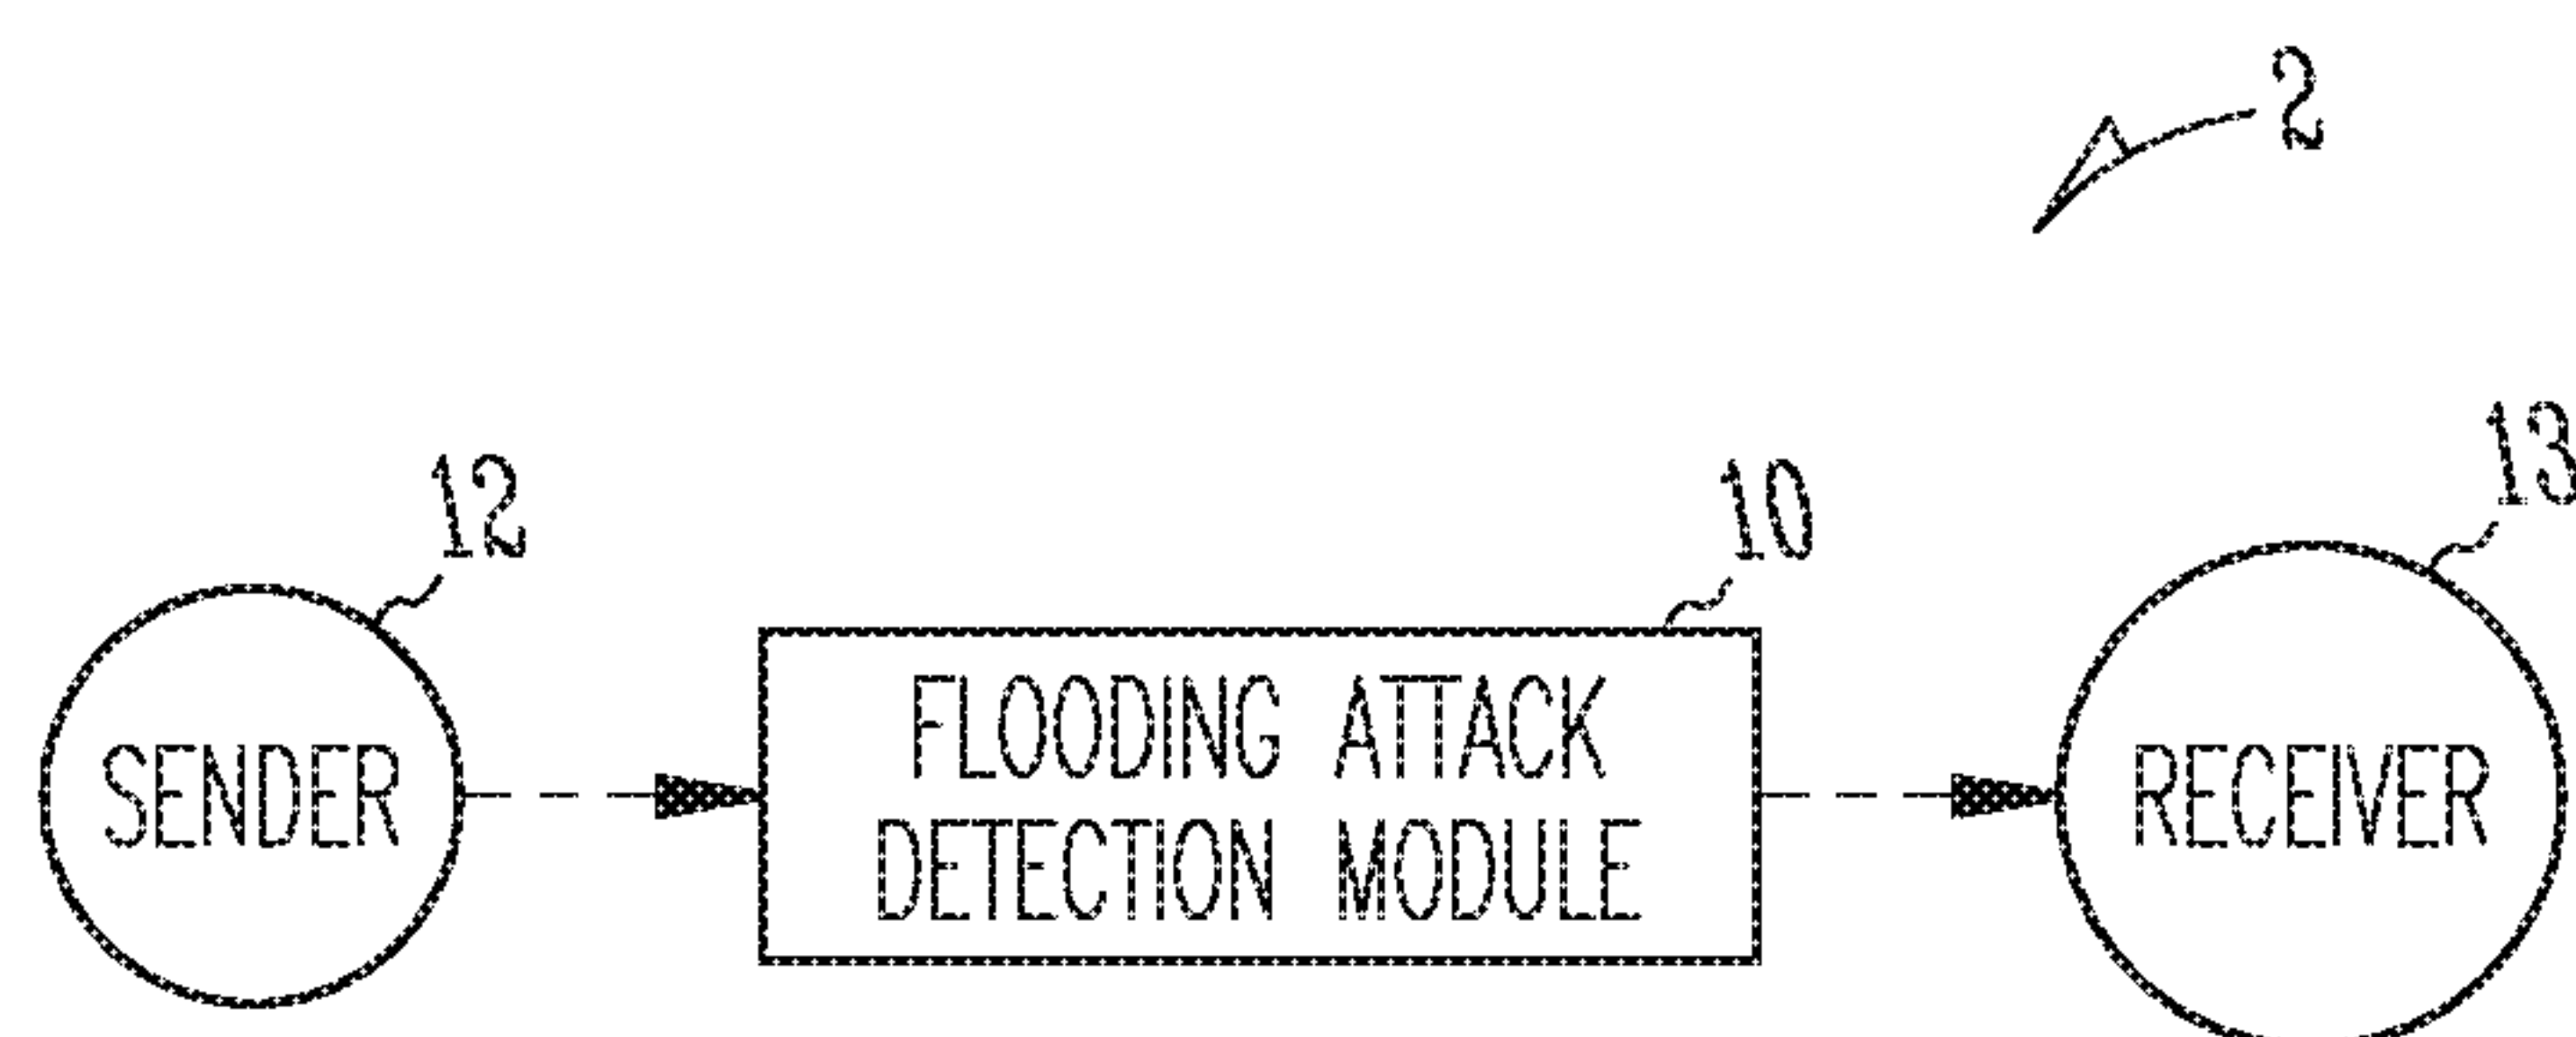 2
12
10
13
SENDER
FLOODING ATTACK
DETECTION MODULE
RECEIVER